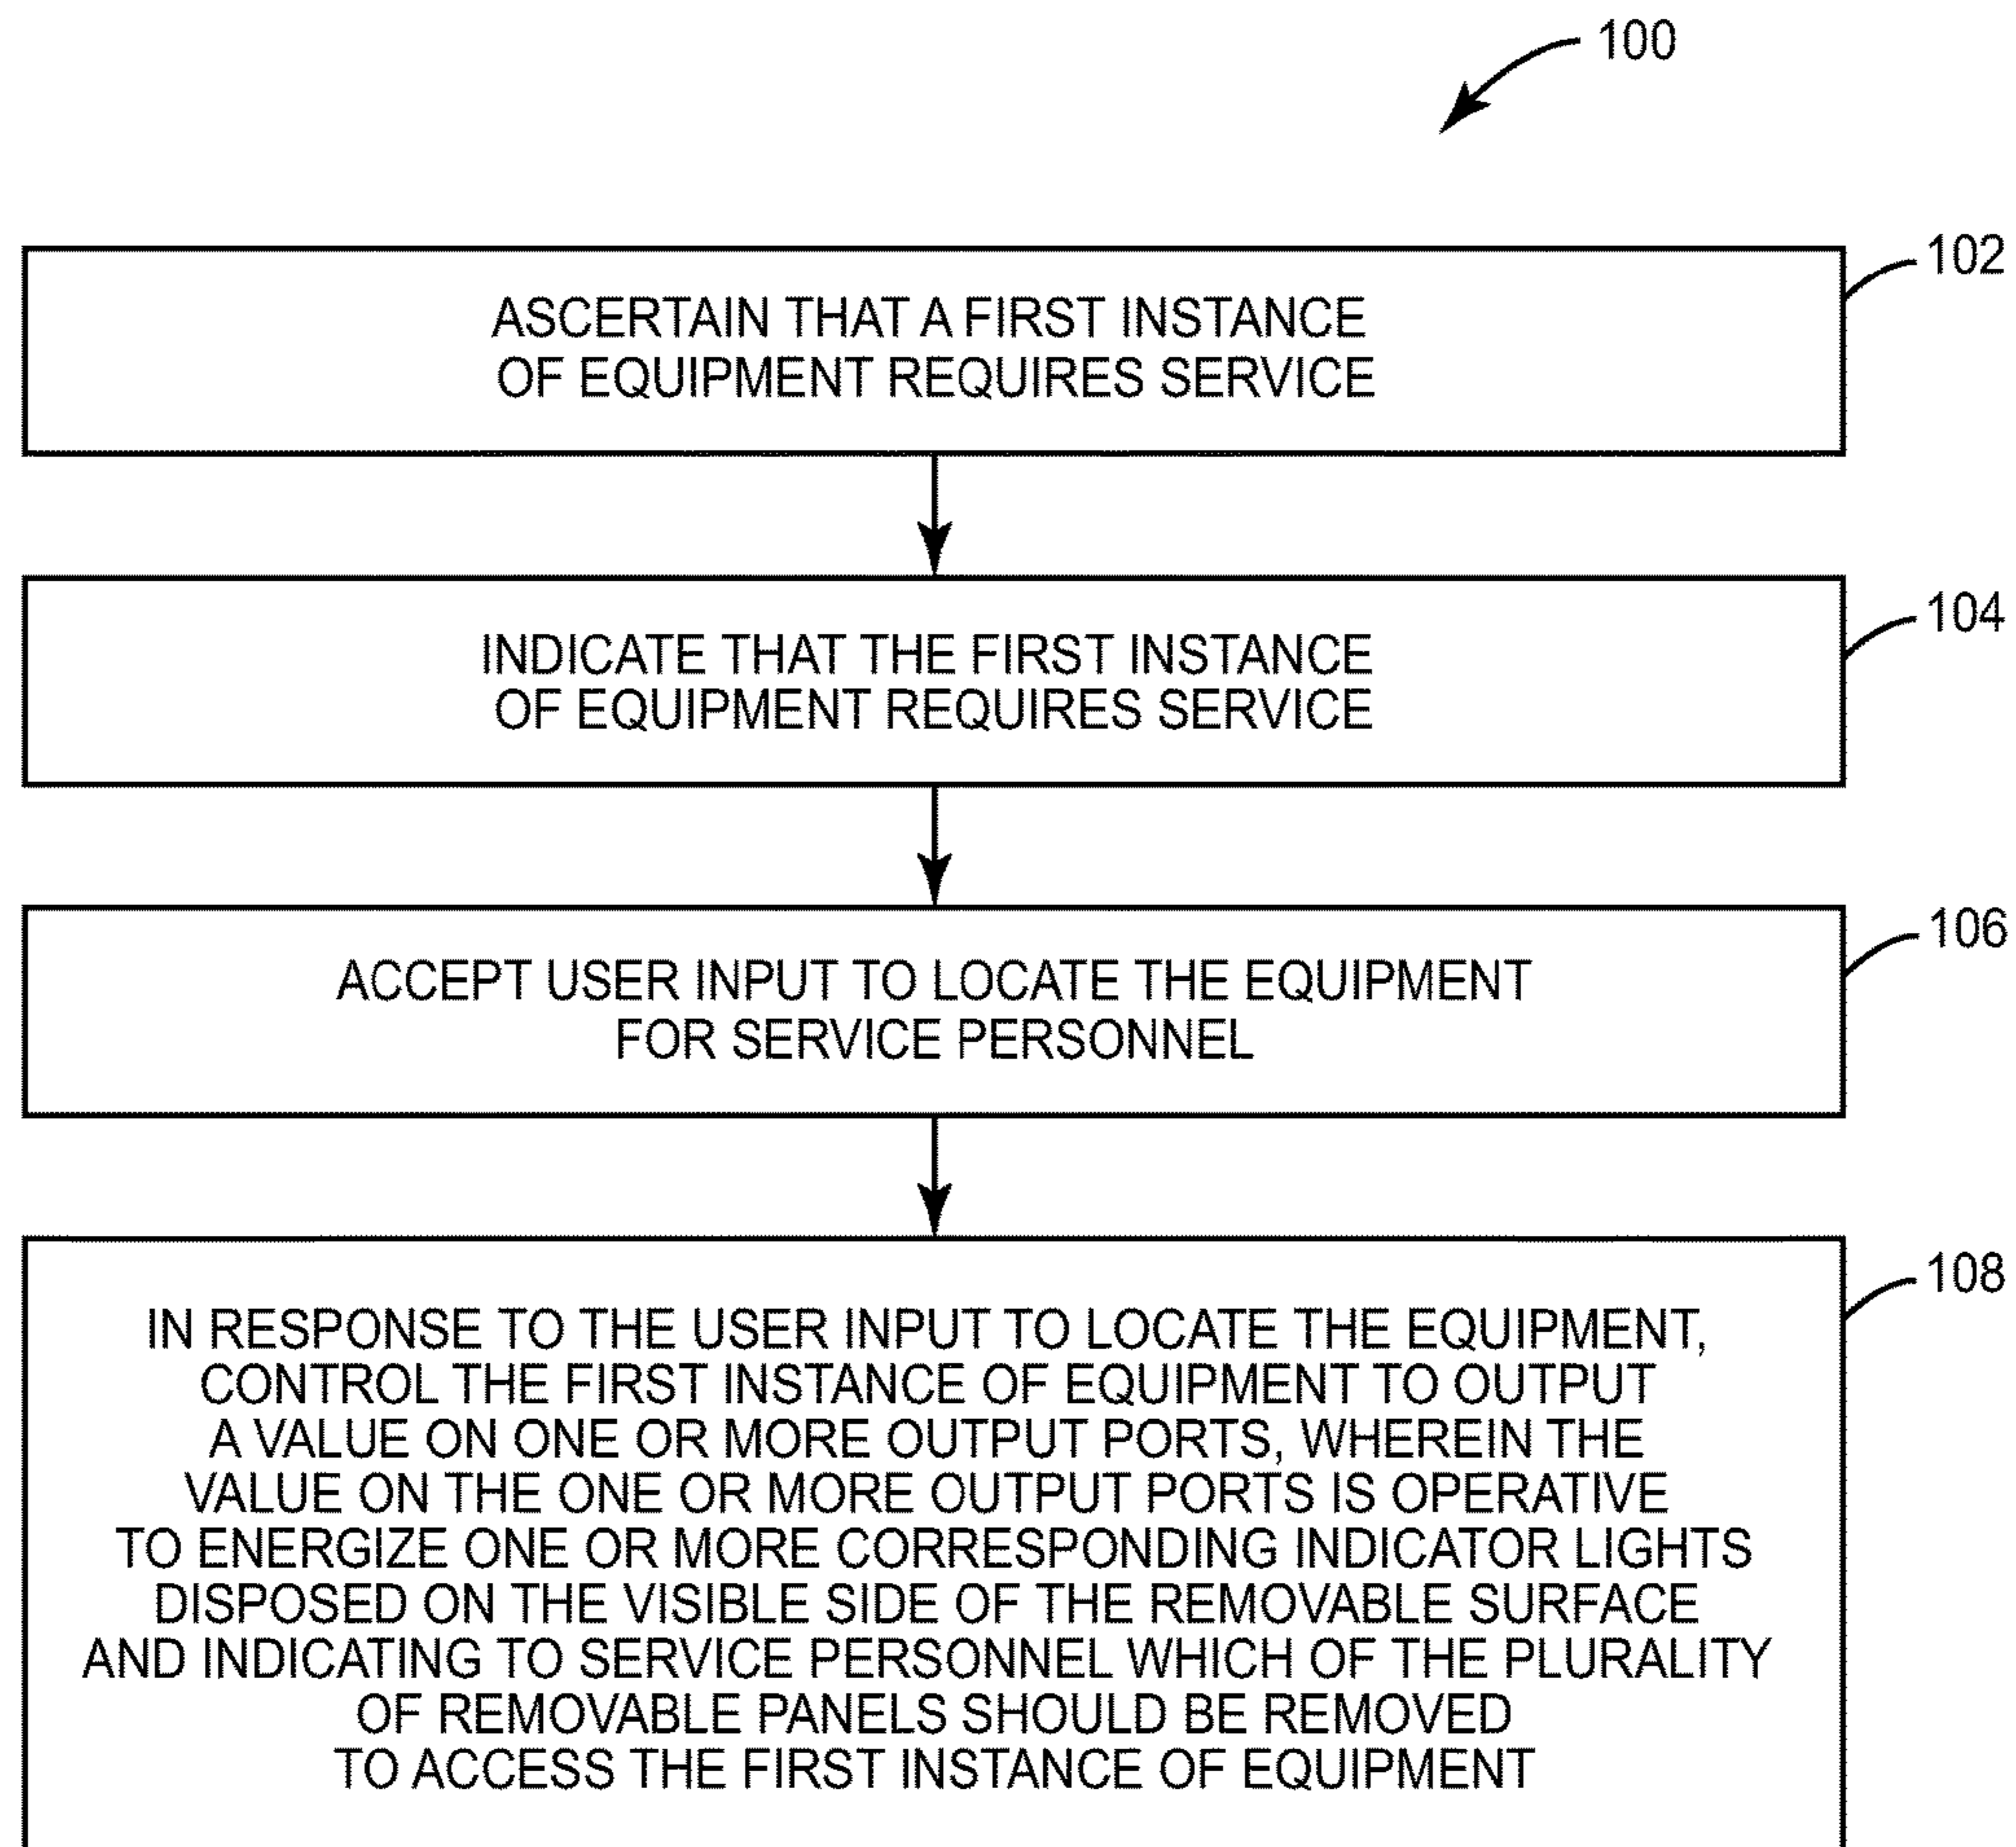 100
102
ASCERTAIN THAT A FIRST INSTANCE
OF EQUIPMENT REQUIRES SERVICE
104
INDICATE THAT THE FIRST INSTANCE
OF EQUIPMENT REQUIRES SERVICE
106
ACCEPT USER INPUT TO LOCATE THE EQUIPMENT
FOR SERVICE PERSONNEL
108
IN RESPONSE TO THE USER INPUT TO LOCATE THE EQUIPMENT,
CONTROL THE FIRST INSTANCE OF EQUIPMENT TO OUTPUT
A VALUE ON ONE OR MORE OUTPUT PORTS, WHEREIN THE
VALUE ON THE ONE OR MORE OUTPUT PORTS IS OPERATIVE
TO ENERGIZE ONE OR MORE CORRESPONDING INDICATOR LIGHTS
DISPOSED ON THE VISIBLE SIDE OF THE REMOVABLE SURFACE
AND INDICATING TO SERVICE PERSONNEL WHICH OF THE PLURALITY
OF REMOVABLE PANELS SHOULD BE REMOVED
TO ACCESS THE FIRST INSTANCE OF EQUIPMENT